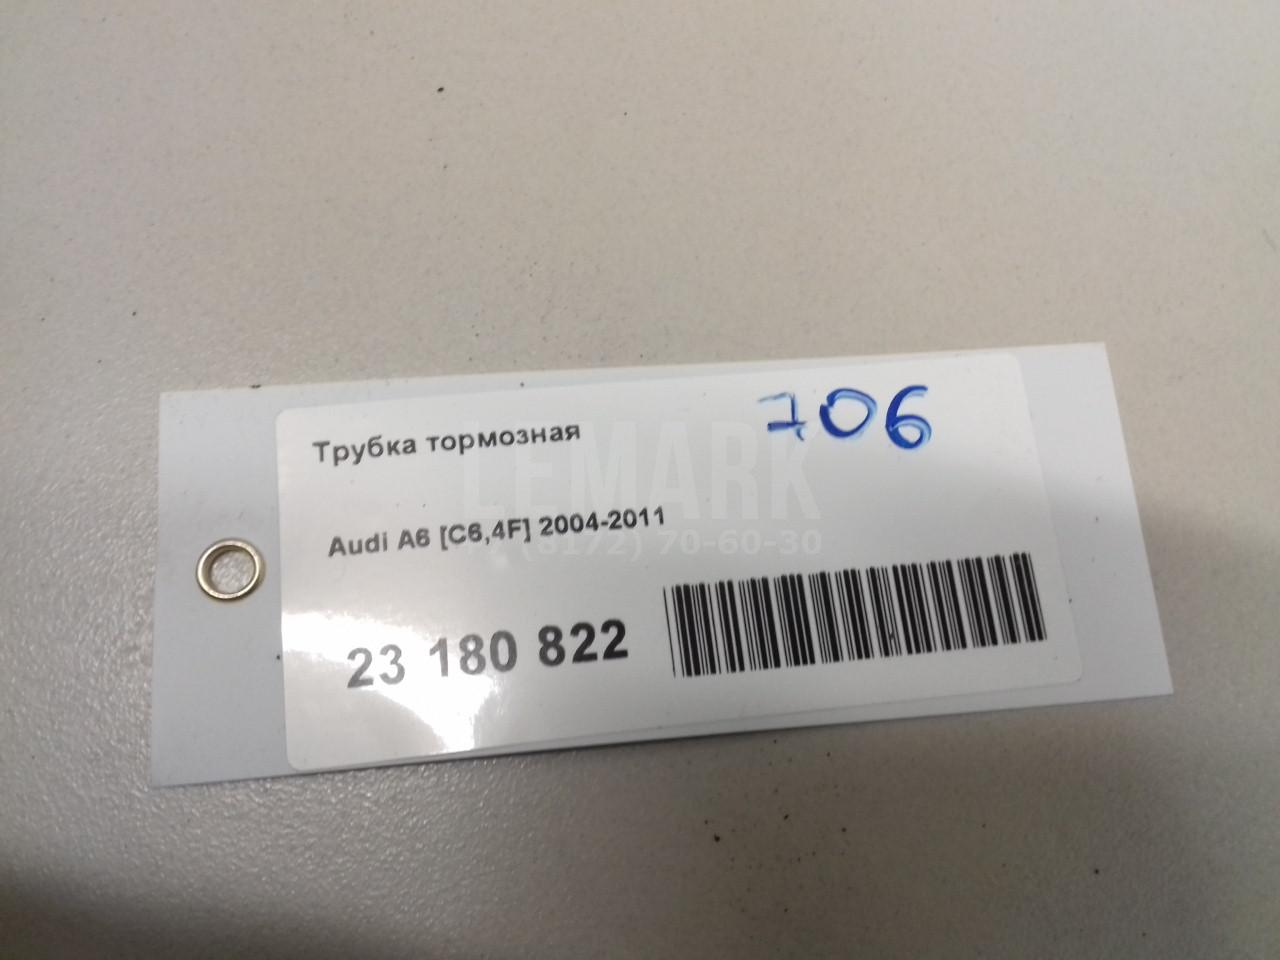 706
Трубка тормозная
LEMARK
Audi A6 [C6,4F] 2004-2011
(8172) 70-60-30
23 180 822